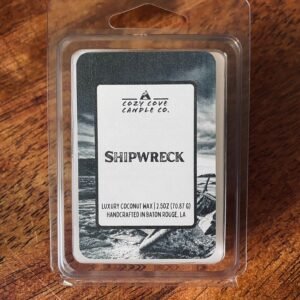 COZY COVE
CANDLE CO.
SHIPWRECK
LUXURY COCONUT WAX | 2.5OZ (70.87 G)
HANDCRAFTED IN BATON ROUGE, LA